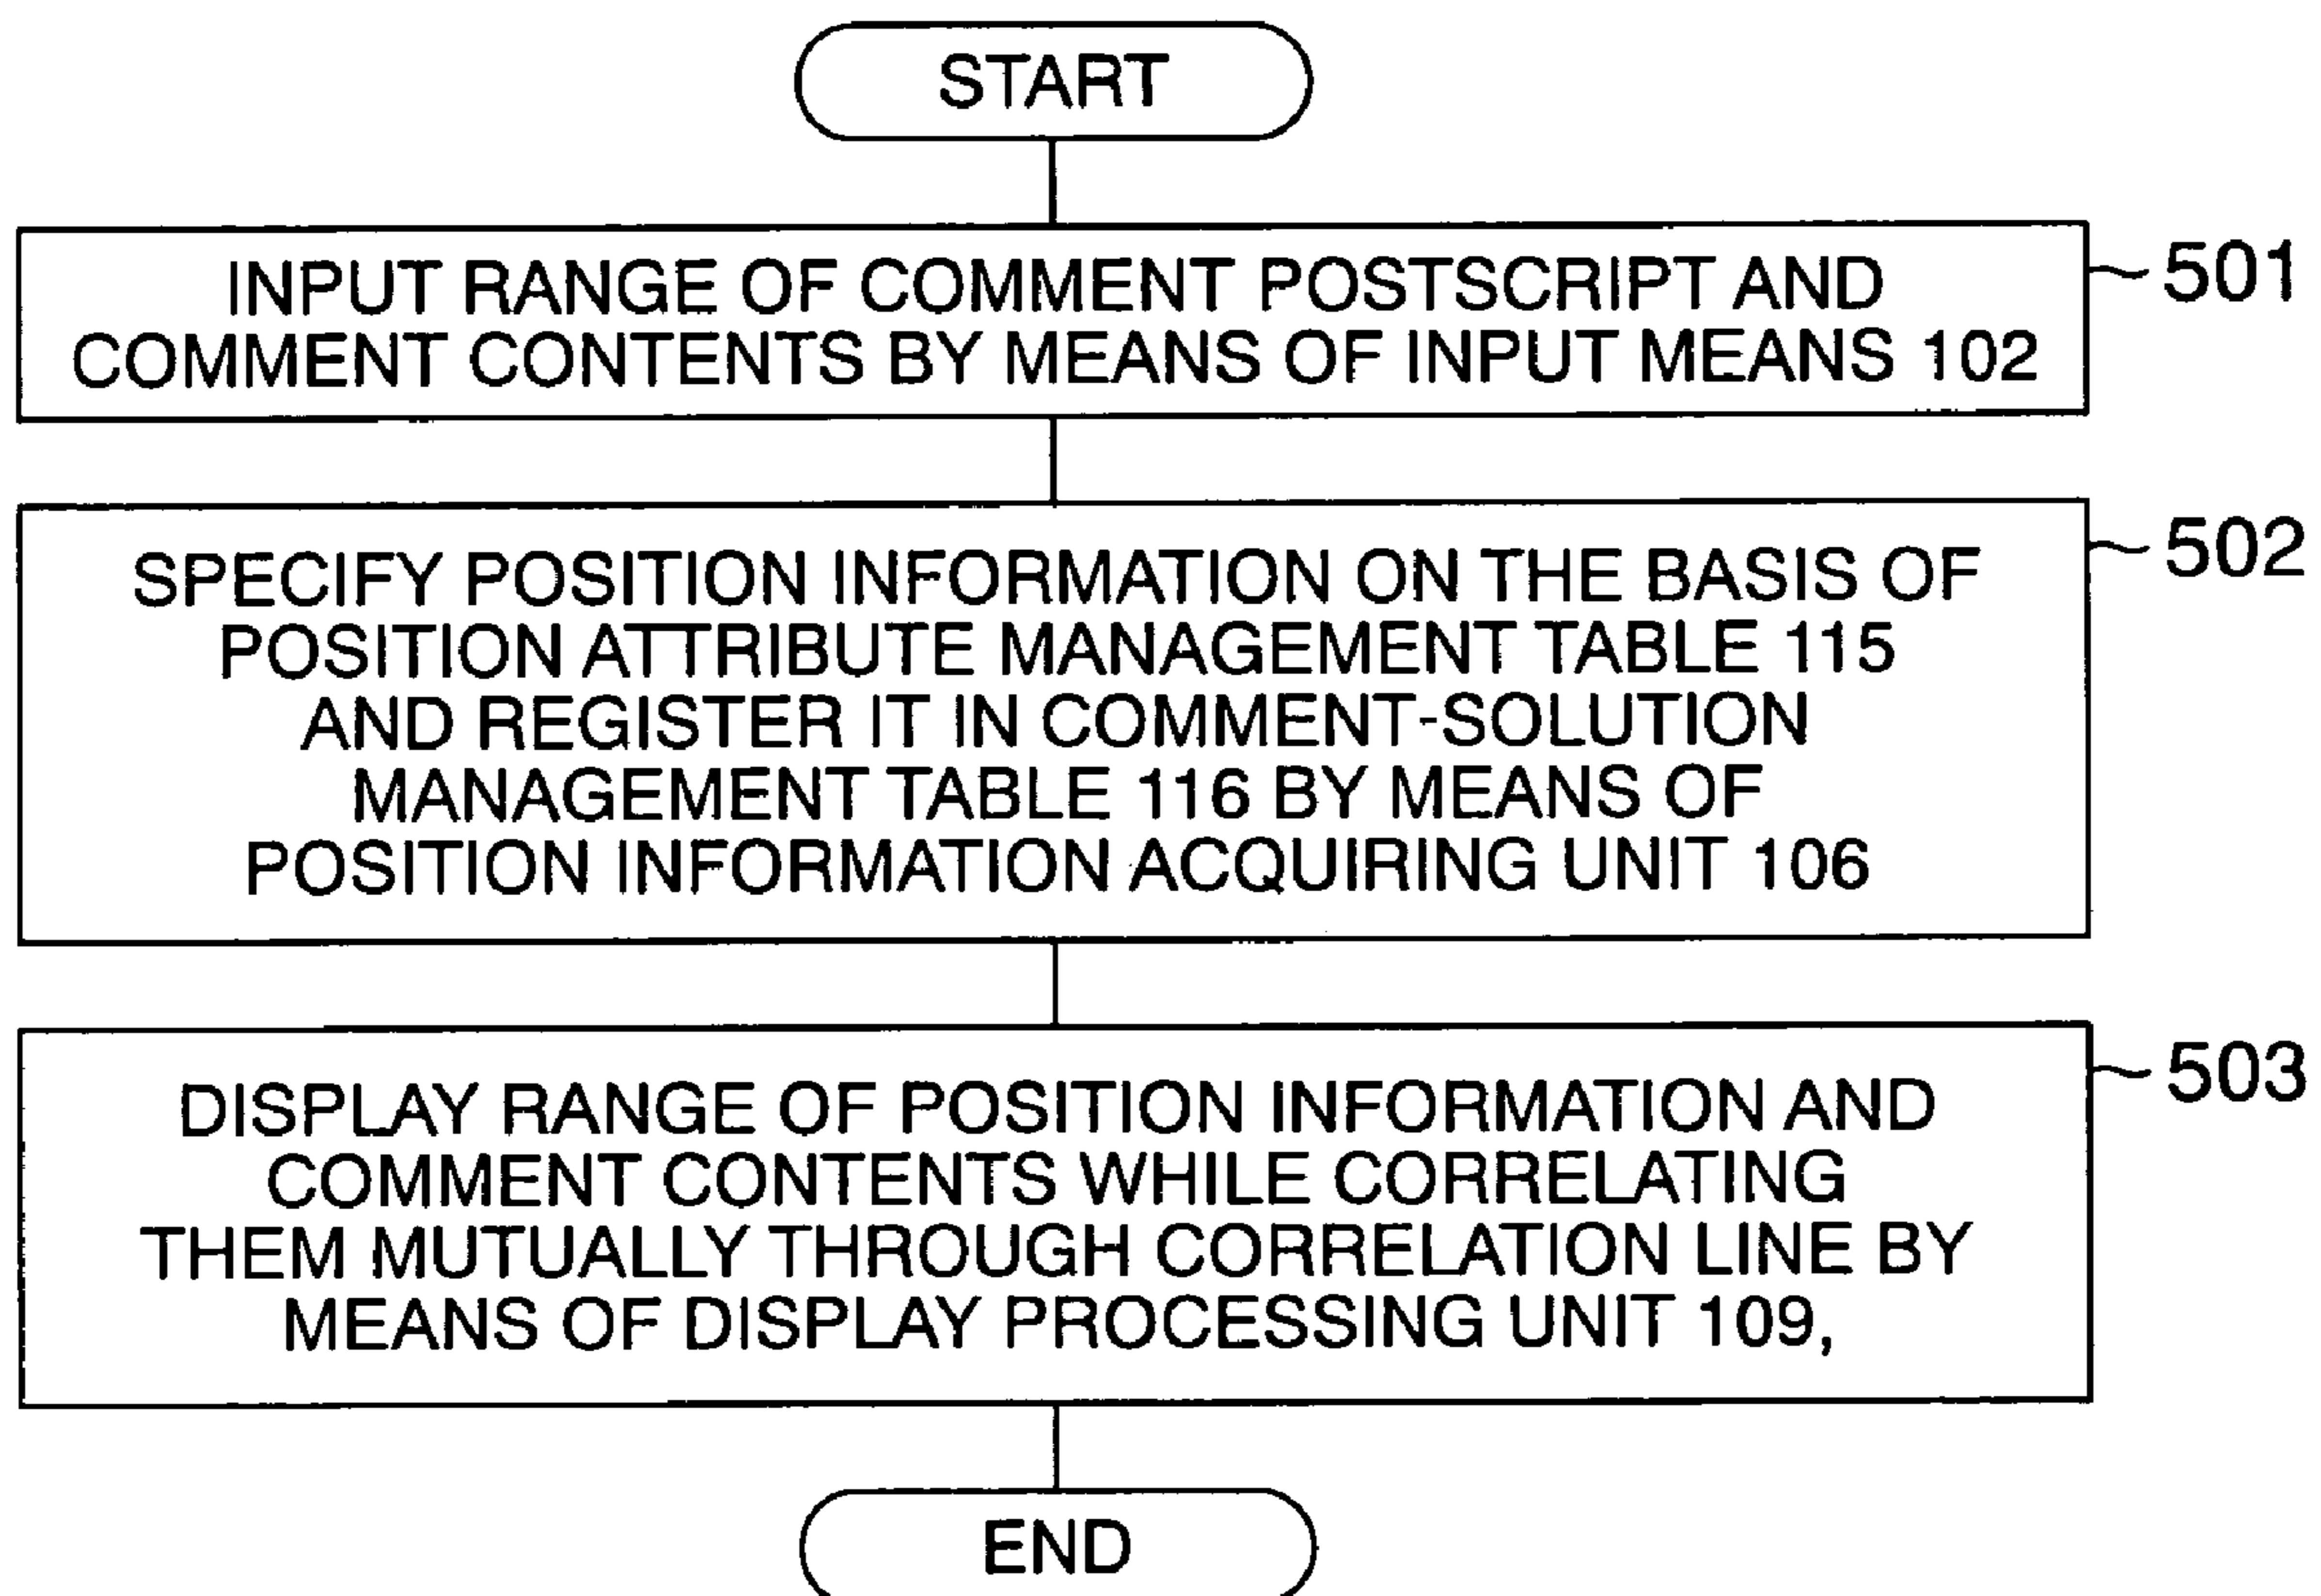 START
INPUT RANGE OF COMMENT POSTSCRIPT AND
COMMENT CONTENTS BY MEANS OF INPUT MEANS 102
501
SPECIFY POSITION INFORMATION ON THE BASIS OF
POSITION ATTRIBUTE MANAGEMENT TABLE 115
AND REGISTER IT IN COMMENT-SOLUTION
MANAGEMENT TABLE 116 BY MEANS OF
POSITION INFORMATION ACQUIRING UNIT 106
502
DISPLAY RANGE OF POSITION INFORMATION AND
COMMENT CONTENTS WHILE CORRELATING
THEM MUTUALLY THROUGH CORRELATION LINE BY
MEANS OF DISPLAY PROCESSING UNIT 109,
503
END